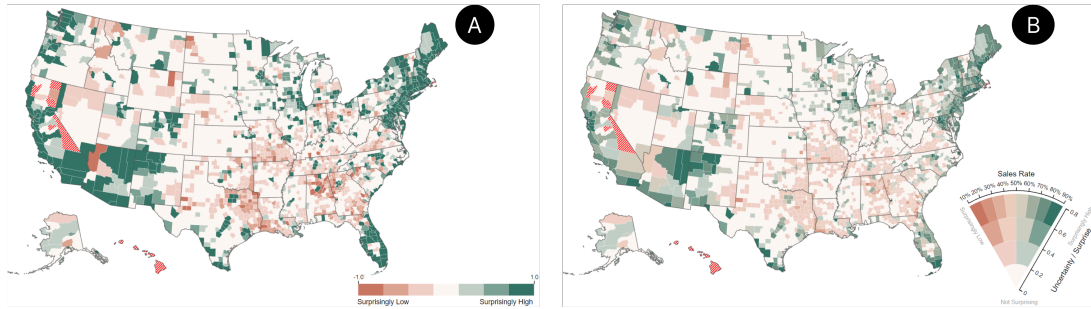 A
-1.0 1.0
Surprisingly Low Surprisingly High
B
Sales Rate
10% 20% 30% 40% 50% 60% 70% 80% 90%
Surprisingly Low
Surprisingly High
0.8
0.6
0.4
0.2
0
Uncertainty / Surprise
Not Surprising